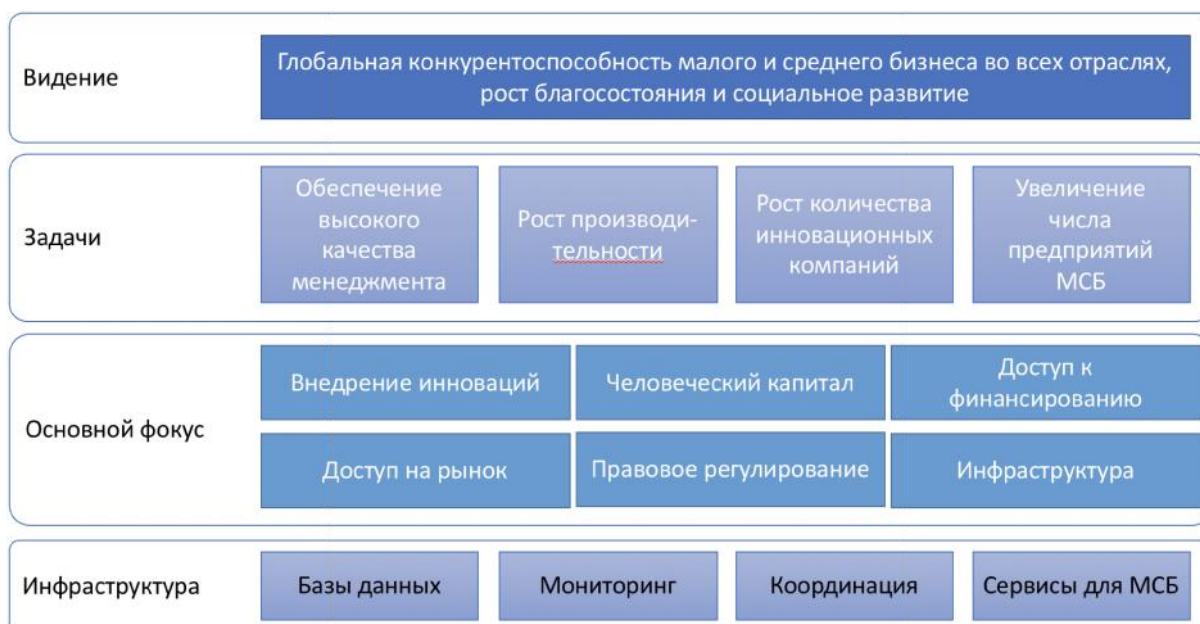 Видение
Глобальная конкурентоспособность малого и среднего бизнеса во всех отраслях,
рост благосостояния и социальное развитие
Задачи
Обеспечение
высокого
качества
менеджмента
Рост производи-
тельности
Рост количества
инновационных
компаний
Увеличение
числа
предприятий
МСБ
Основной фокус
Внедрение инноваций
Человеческий капитал
Доступ к
финансированию
Доступ на рынок
Правовое регулирование
Инфраструктура
Инфраструктура
Базы данных
Мониторинг
Координация
Сервисы для МСБ